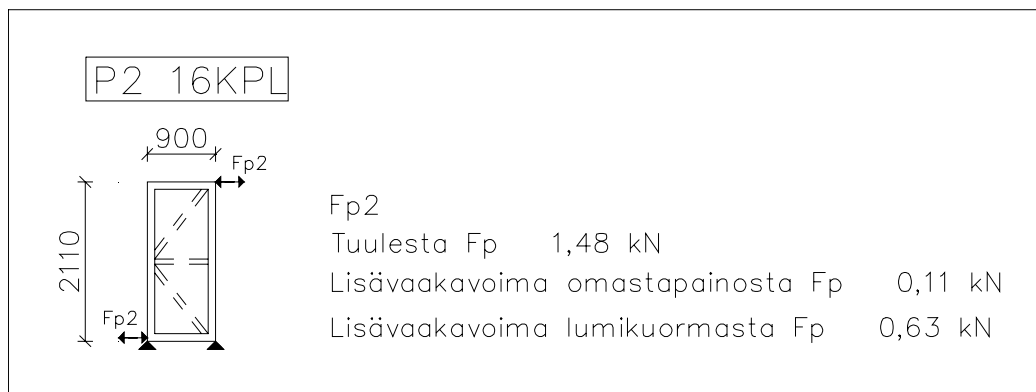 P2 16KPL
900
Fp2
2110
Fp2
Fp2
Tuulesta Fp 1,48 kN
Lisävaakavoima omastapainosta Fp 0,11 kN
Lisävaakavoima lumikuormasta Fp 0,63 kN